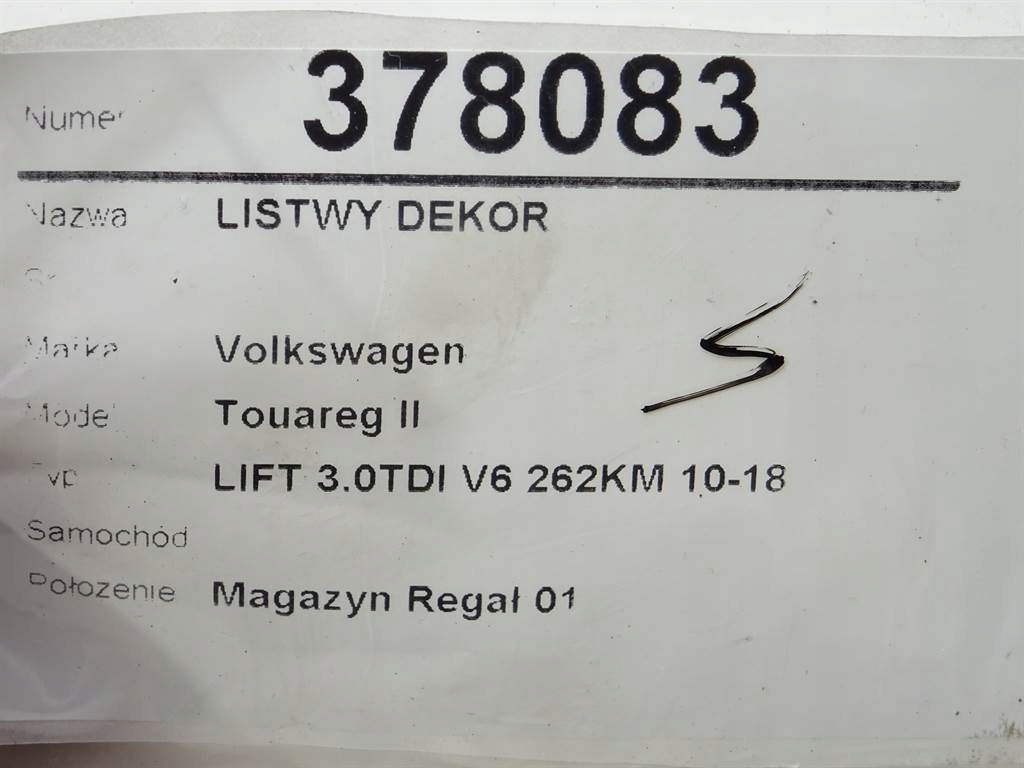 Numer 378083
Nazwa LISTWY DEKOR
Marka Volkswagen
Model Touareg II
Typ LIFT 3.0TDI V6 262KM 10-18
Samochód
Położenie Magazyn Regał 01